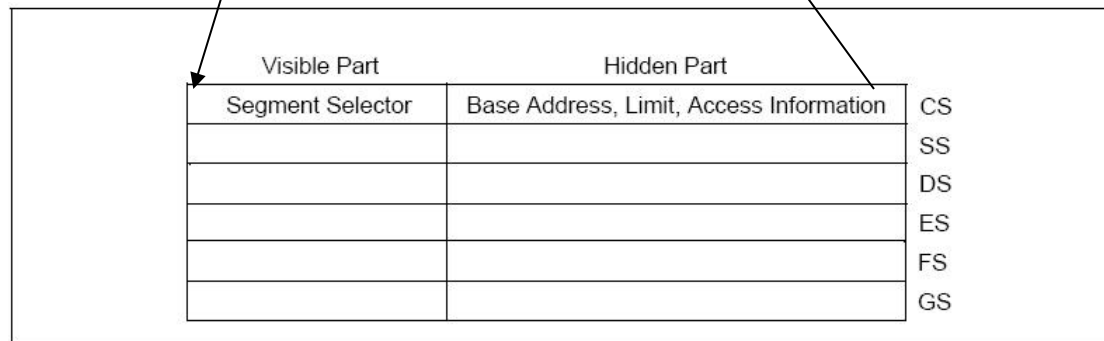 Visible Part Hidden Part
Segment Selector Base Address, Limit, Access Information CS
SS
DS
ES
FS
GS